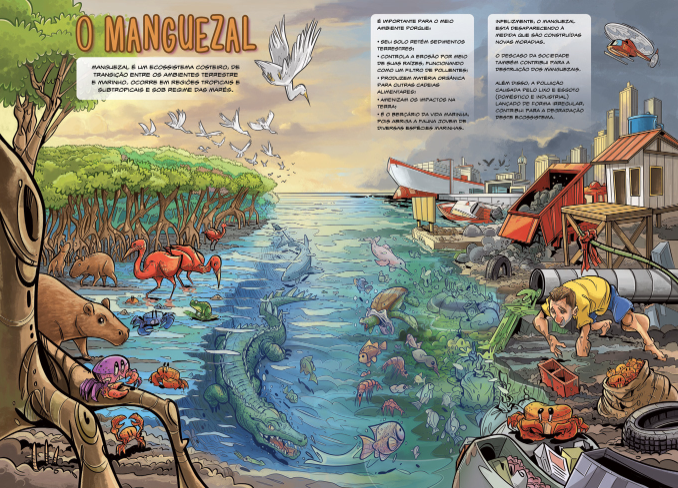 O MANGUEZAL
MANGUEZAL É UM ECOSSISTEMA COSTEIRO, DE
TRANSIÇÃO ENTRE OS AMBIENTES TERRESTRE
E MARINHO, OCORRE EM REGIÕES TROPICAIS E
SUBTROPICAIS E SOB REGIME DAS MARÉS.
É IMPORTANTE PARA O MEIO
AMBIENTE PORQUE:
• SEU SOLO RETÉM SEDIMENTOS
TERRESTRES;
• CONTROLA A EROSÃO POR MEIO
DE SUAS RAÍZES, FUNCIONANDO
COMO UM FILTRO DE POLUENTES;
• PRODUZEM MATÉRIA ORGÂNICA
PARA OUTRAS CADEIAS
ALIMENTARES;
• AMENIZAM OS IMPACTOS NA
TERRA;
• E O BERÇÁRIO DA VIDA MARINHA,
POIS ABRIGA A FAUNA JOVEM DE
DIVERSAS ESPÉCIES MARINHAS.
INFELIZMENTE, O MANGUEZAL
ESTÁ DESAPARECENDO À
MEDIDA QUE SÃO CONSTRUÍDAS
NOVAS MORADIAS.
O DESCASO DA SOCIEDADE
TAMBÉM CONTRIBUI PARA A
DESTRUIÇÃO DOS MANGUEZAIS.
ALÉM DISSO, A POLUIÇÃO
CAUSADA PELO LIXO E ESGOTO
(DOMÉSTICO E INDUSTRIAL)
LANÇADO DE FORMA IRREGULAR,
CONTRIBUI PARA A DEGRADAÇÃO
DESTE ECOSSISTEMA.